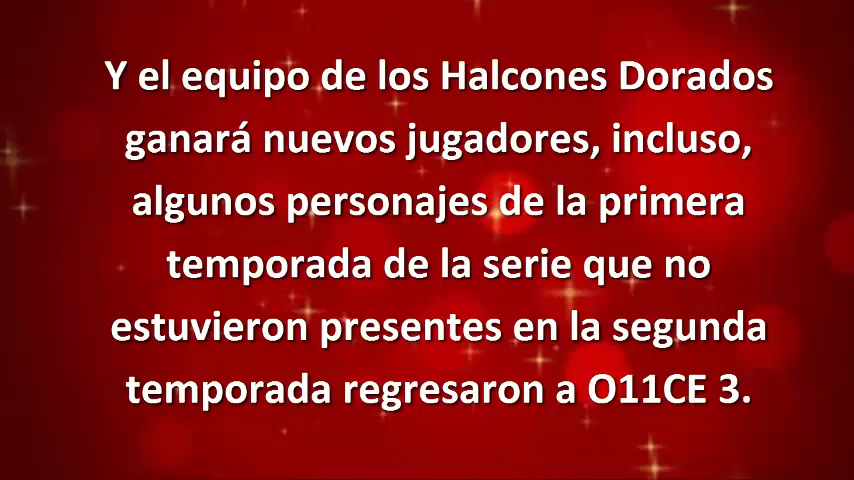 Y el equipo de los Halcones Dorados
ganará nuevos jugadores, incluso,
algunos personajes de la primera
temporada de la serie que no
estuvieron presentes en la segunda
temporada regresaron a O11CE 3.